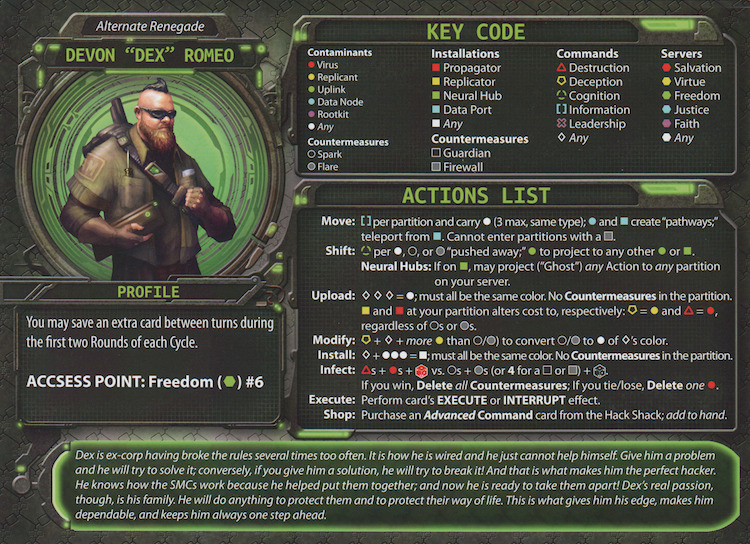 Alternate Renegade
DEVON "DEX" ROMEO
PROFILE
You may save an extra card between turns during
the first two Rounds of each Cycle.
ACCSESS POINT: Freedom (⬢) #6
KEY CODE
Contaminants
● Virus
● Replicant
● Uplink
● Data Node
● Rootkit
● Any
Countermeasures
○ Spark
◎ Flare
Installations
■ Propagator
■ Replicator
■ Neural Hub
■ Data Port
■ Any
Countermeasures
□ Guardian
▣ Firewall
Commands
Destruction
Deception
Cognition
Information
Leadership
◇ Any
Servers
⬢ Salvation
⬢ Virtue
⬢ Freedom
⬢ Justice
⬢ Faith
⬢ Any
ACTIONS LIST
Move: [] per partition and carry ● (3 max, same type); ● and ■ create "pathways;"
teleport from ■. Cannot enter partitions with a ▣.
Shift: △ per ●, ○, or ◎ "pushed away;" ● to project to any other ● or ■.
Neural Hubs: If on ■, may project ("Ghost") any Action to any partition
on your server.
Upload: ◇ ◇ ◇ = ●; must all be the same color. No Countermeasures in the partition.
■ and ■ at your partition alters cost to, respectively: ⛉ = ● and △ = ●,
regardless of ○s or ◎s.
Modify: ⛉ + ◇ + more ● than ○/◎) to convert ○/◎ to ● of ◇'s color.
Install: ◇ + ●●● = ■; must all be the same color. No Countermeasures in the partition.
Infect: △s + ●s + 🎲 vs. ○s + ◎s (or 4 for a □ or ▣) + 🎲.
If you win, Delete all Countermeasures; If you tie/lose, Delete one ●.
Execute: Perform card's EXECUTE or INTERRUPT effect.
Shop: Purchase an Advanced Command card from the Hack Shack; add to hand.
Dex is ex-corp having broke the rules several times too often. It is how he is wired and he just cannot help himself. Give him a problem
and he will try to solve it; conversely, if you give him a solution, he will try to break it! And that is what makes him the perfect hacker.
He knows how the SMCs work because he helped put them together; and now he is ready to take them apart! Dex's real passion,
though, is his family. He will do anything to protect them and to protect their way of life. This is what gives him his edge, makes him
dependable, and keeps him always one step ahead.